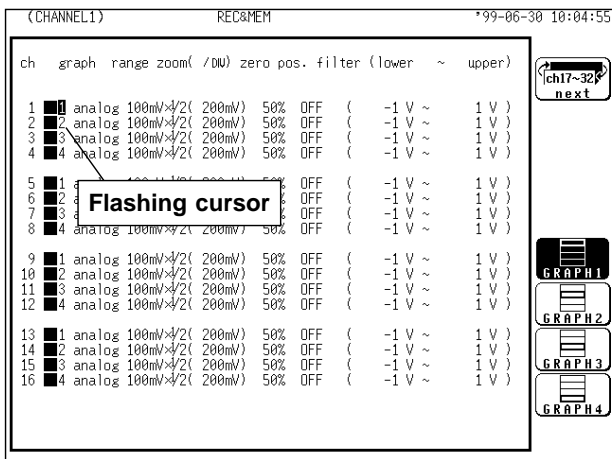 (CHANNEL1) REC&MEM '99-06-30 10:04:55
ch graph range zoom( /DIV) zero pos. filter (lower ~ upper)
1 1 analog 100mV×1/2( 200mV) 50% OFF ( -1 V ~ 1 V )
2 2 analog 100mV×1/2( 200mV) 50% OFF ( -1 V ~ 1 V )
3 3 analog 100mV×1/2( 200mV) 50% OFF ( -1 V ~ 1 V )
4 4 analog 100mV×1/2( 200mV) 50% OFF ( -1 V ~ 1 V )
5 1 OFF ( -1 V ~ 1 V )
6 2 OFF ( -1 V ~ 1 V )
7 3 OFF ( -1 V ~ 1 V )
8 4 analog 100mV×1/2( 200mV) 50% OFF ( -1 V ~ 1 V )
Flashing cursor
9 1 analog 100mV×1/2( 200mV) 50% OFF ( -1 V ~ 1 V )
10 2 analog 100mV×1/2( 200mV) 50% OFF ( -1 V ~ 1 V )
11 3 analog 100mV×1/2( 200mV) 50% OFF ( -1 V ~ 1 V )
12 4 analog 100mV×1/2( 200mV) 50% OFF ( -1 V ~ 1 V )
13 1 analog 100mV×1/2( 200mV) 50% OFF ( -1 V ~ 1 V )
14 2 analog 100mV×1/2( 200mV) 50% OFF ( -1 V ~ 1 V )
15 3 analog 100mV×1/2( 200mV) 50% OFF ( -1 V ~ 1 V )
16 4 analog 100mV×1/2( 200mV) 50% OFF ( -1 V ~ 1 V )
ch17~32
next
GRAPH1
GRAPH2
GRAPH3
GRAPH4